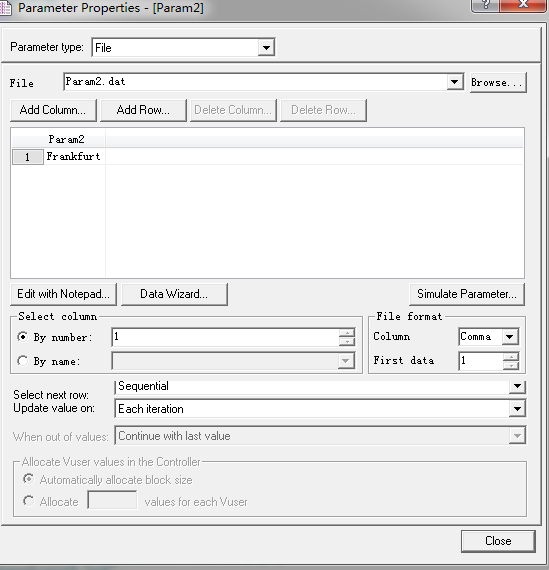 Parameter Properties - [Param2]
Parameter type: File
File Param2.dat Browse...
Add Column... Add Row... Delete Column... Delete Row...
Param2
1 Frankfurt
Edit with Notepad... Data Wizard... Simulate Parameter...
Select column File format
By number: 1 Column Comma
By name: First data 1
Select next row: Sequential
Update value on: Each iteration
When out of values: Continue with last value
Allocate Vuser values in the Controller
Automatically allocate block size
Allocate values for each Vuser
Close